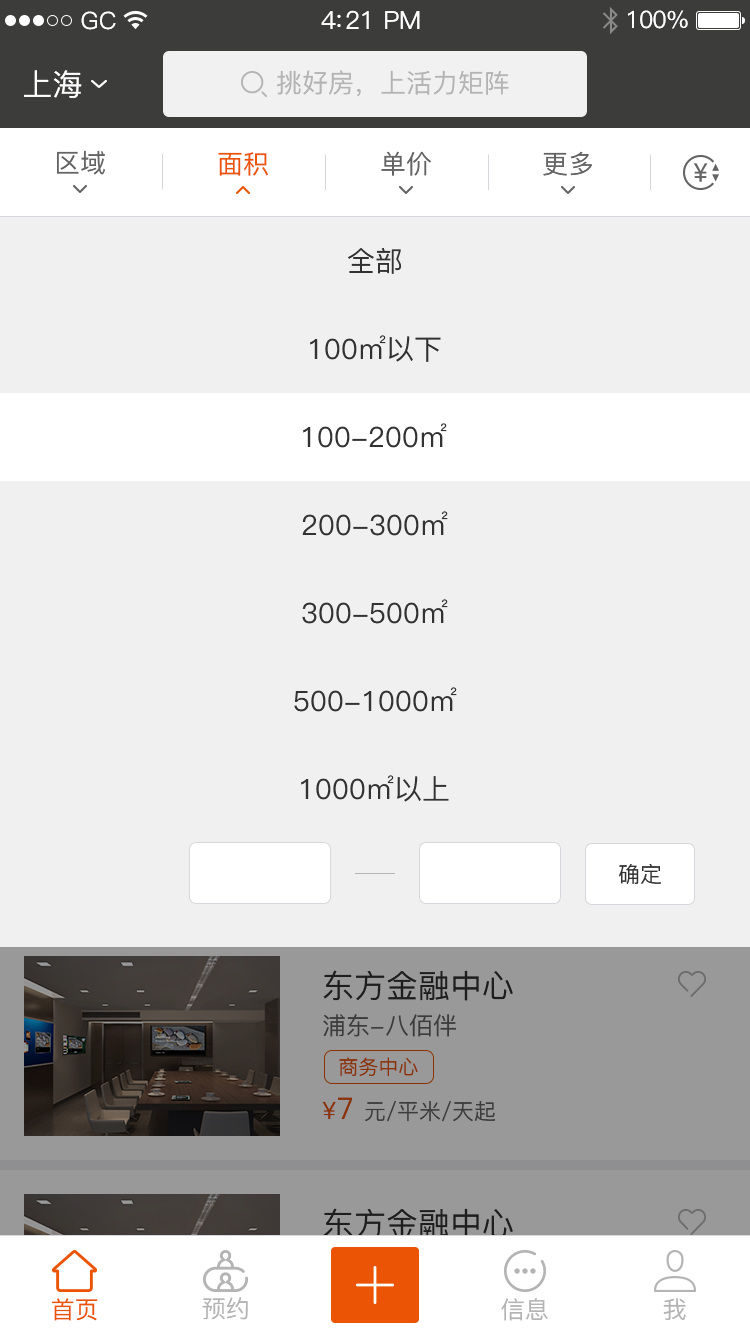 GC 4:21 PM 100%
上海 挑好房，上活力矩阵
区域 面积 单价 更多 ¥
全部
100㎡以下
100-200㎡
200-300㎡
300-500㎡
500-1000㎡
1000㎡以上
— 确定
东方金融中心
浦东-八佰伴
商务中心
¥7 元/平米/天起
东方金融中心
首页 预约 信息 我